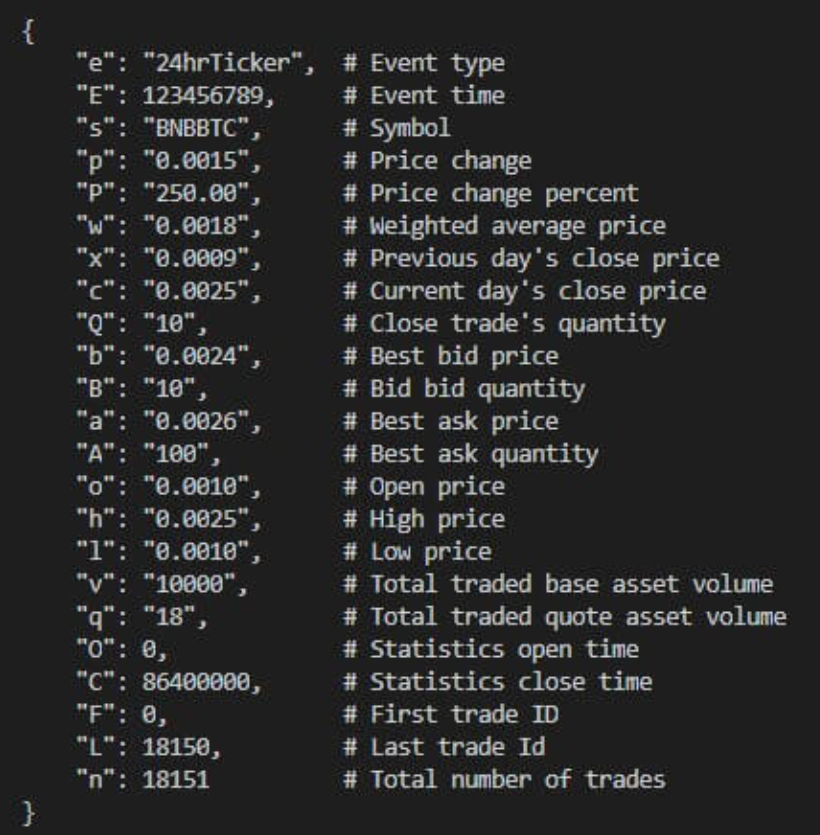 {
    "e": "24hrTicker",  # Event type
    "E": 123456789,     # Event time
    "s": "BNBBTC",      # Symbol
    "p": "0.0015",      # Price change
    "P": "250.00",      # Price change percent
    "w": "0.0018",      # Weighted average price
    "x": "0.0009",      # Previous day's close price
    "c": "0.0025",      # Current day's close price
    "Q": "10",          # Close trade's quantity
    "b": "0.0024",      # Best bid price
    "B": "10",          # Bid bid quantity
    "a": "0.0026",      # Best ask price
    "A": "100",         # Best ask quantity
    "o": "0.0010",      # Open price
    "h": "0.0025",      # High price
    "l": "0.0010",      # Low price
    "v": "10000",       # Total traded base asset volume
    "q": "18",          # Total traded quote asset volume
    "O": 0,             # Statistics open time
    "C": 86400000,      # Statistics close time
    "F": 0,             # First trade ID
    "L": 18150,         # Last trade Id
    "n": 18151          # Total number of trades
}